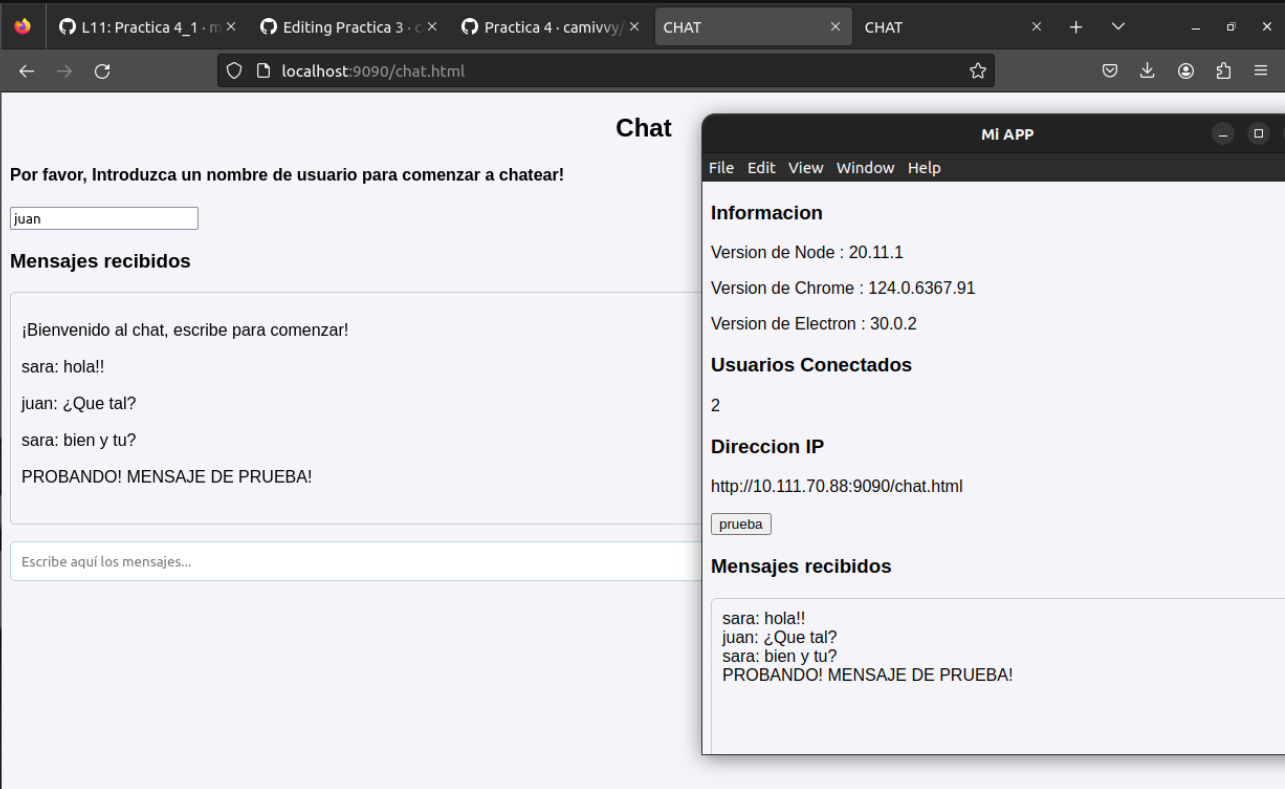 L11: Practica 4_1 · m
Editing Practica 3 · c
Practica 4 · camivvy/
CHAT
CHAT
localhost:9090/chat.html
Chat
Por favor, Introduzca un nombre de usuario para comenzar a chatear!
juan
Mensajes recibidos
¡Bienvenido al chat, escribe para comenzar!
sara: hola!!
juan: ¿Que tal?
sara: bien y tu?
PROBANDO! MENSAJE DE PRUEBA!
Escribe aquí los mensajes...
Mi APP
File Edit View Window Help
Informacion
Version de Node : 20.11.1
Version de Chrome : 124.0.6367.91
Version de Electron : 30.0.2
Usuarios Conectados
2
Direccion IP
http://10.111.70.88:9090/chat.html
prueba
Mensajes recibidos
sara: hola!!
juan: ¿Que tal?
sara: bien y tu?
PROBANDO! MENSAJE DE PRUEBA!